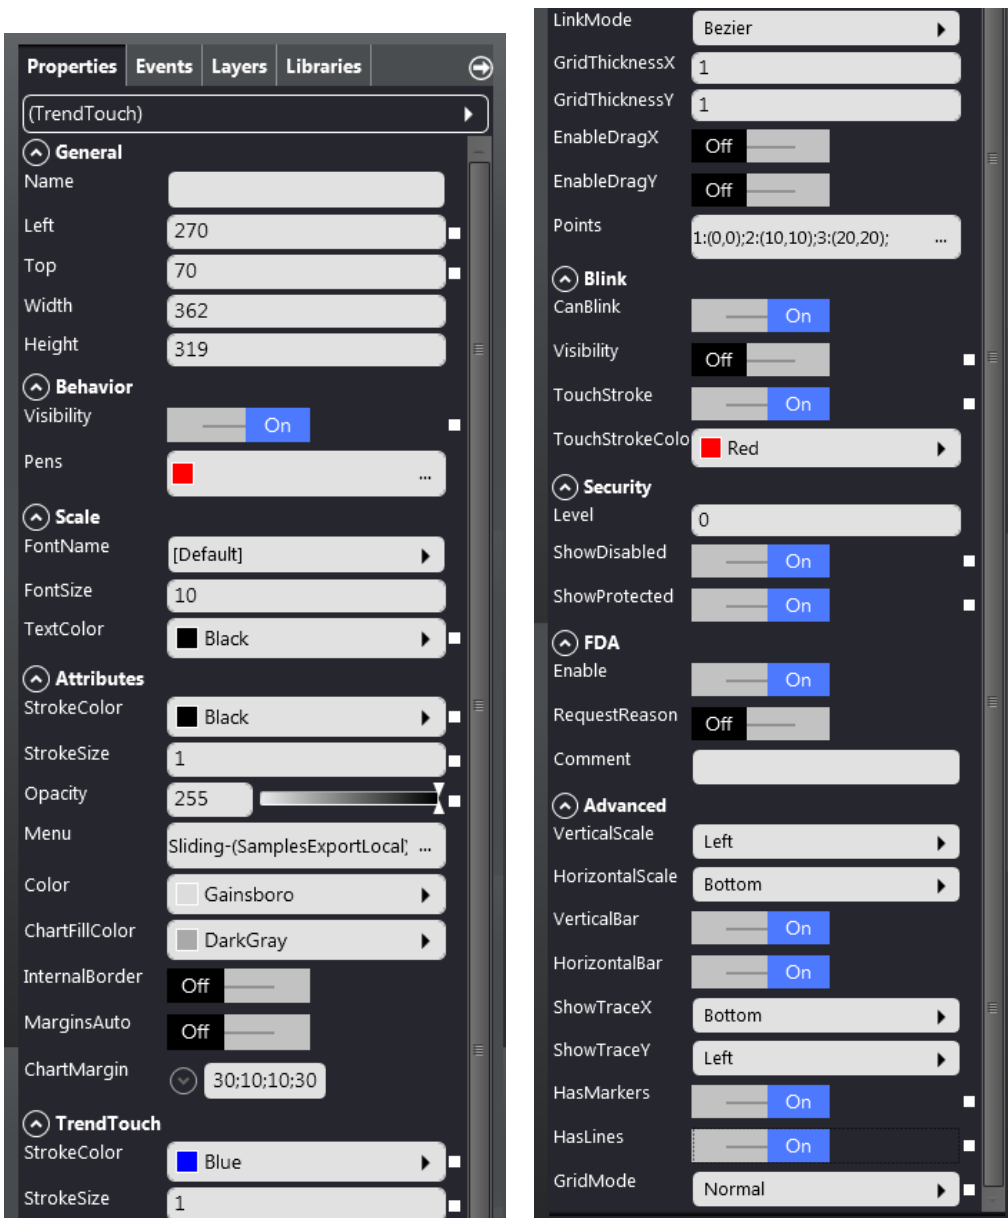 Properties Events Layers Libraries
(TrendTouch)
General
Name
Left 270
Top 70
Width 362
Height 319
Behavior
Visibility On
Pens ...
Scale
FontName [Default]
FontSize 10
TextColor Black
Attributes
StrokeColor Black
StrokeSize 1
Opacity 255
Menu Sliding-(SamplesExportLocal) ...
Color Gainsboro
ChartFillColor DarkGray
InternalBorder Off
MarginsAuto Off
ChartMargin 30;10;10;30
TrendTouch
StrokeColor Blue
StrokeSize 1
LinkMode Bezier
GridThicknessX 1
GridThicknessY 1
EnableDragX Off
EnableDragY Off
Points 1:(0,0);2:(10,10);3:(20,20); ...
Blink
CanBlink On
Visibility Off
TouchStroke On
TouchStrokeColo Red
Security
Level 0
ShowDisabled On
ShowProtected On
FDA
Enable On
RequestReason Off
Comment
Advanced
VerticalScale Left
HorizontalScale Bottom
VerticalBar On
HorizontalBar On
ShowTraceX Bottom
ShowTraceY Left
HasMarkers On
HasLines On
GridMode Normal